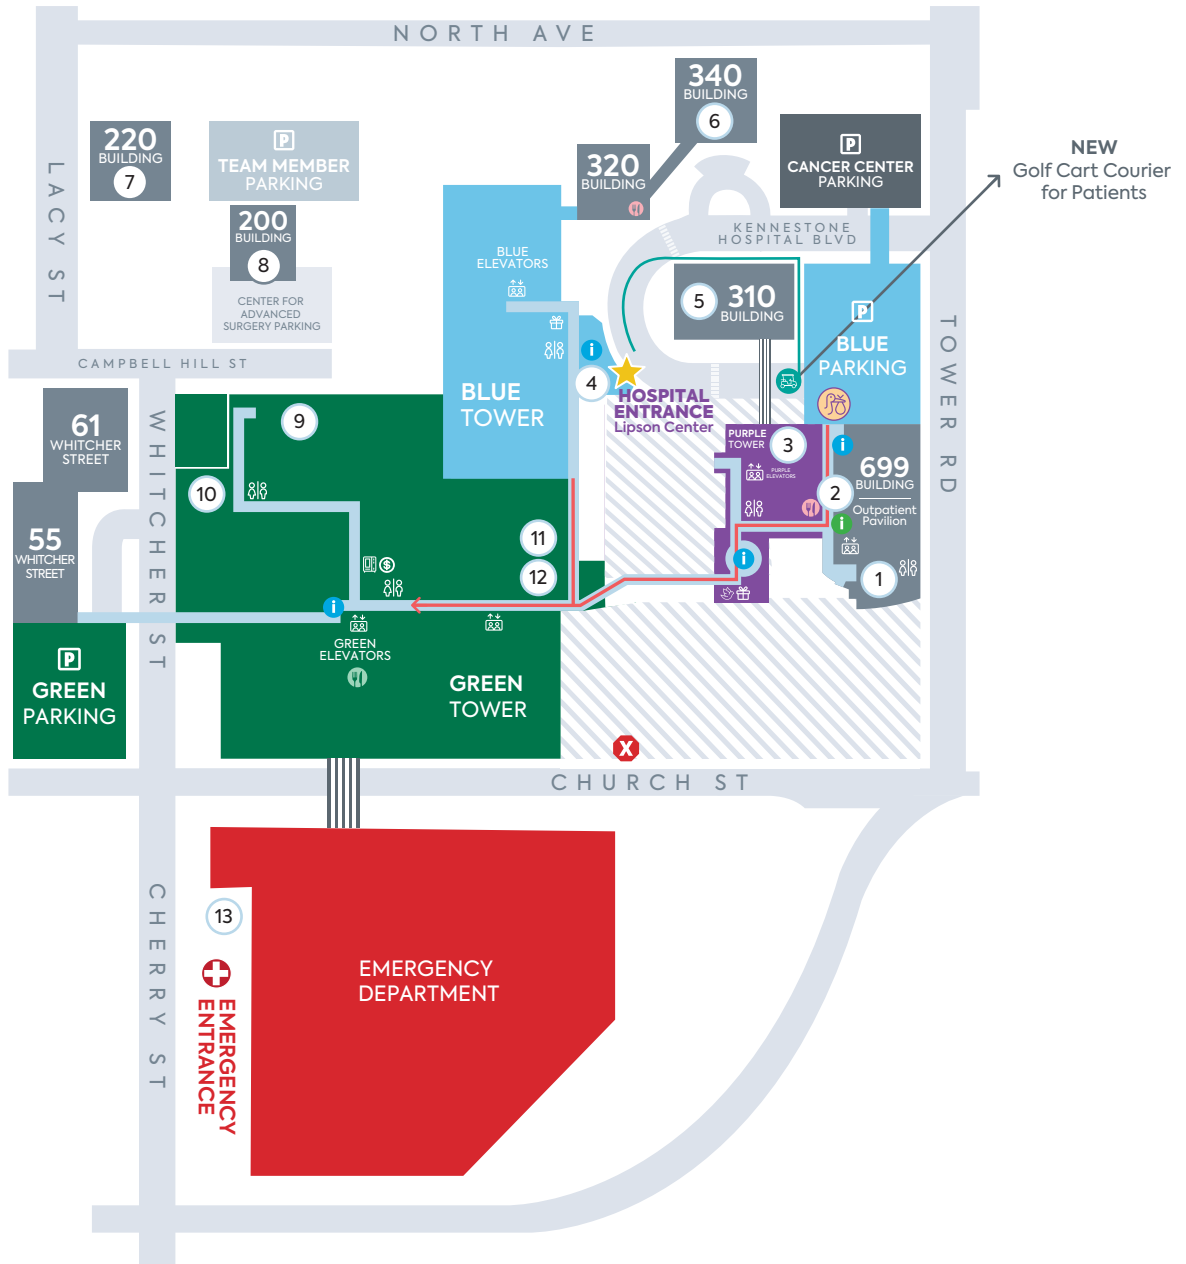 NORTH AVE
340
BUILDING
6
220
BUILDING
7
P
TEAM MEMBER
PARKING
320
BUILDING
P
CANCER CENTER
PARKING
NEW
Golf Cart Courier
for Patients
LACY ST
200
BUILDING
8
CENTER FOR
ADVANCED
SURGERY PARKING
BLUE
ELEVATORS
KENNESTONE
HOSPITAL BLVD
5
310
BUILDING
P
BLUE
PARKING
TOWER RD
CAMPBELL HILL ST
i
4
BLUE
TOWER
HOSPITAL
ENTRANCE
Lipson Center
61
WHITCHER
STREET
WHITCHER ST
9
10
PURPLE
TOWER
3
PURPLE
ELEVATORS
i
699
BUILDING
2
Outpatient
Pavilion
i
55
WHITCHER
STREET
11
12
$
i
1
i
GREEN
ELEVATORS
P
GREEN
PARKING
GREEN
TOWER
X
CHURCH ST
CHERRY ST
13
EMERGENCY
ENTRANCE
EMERGENCY
DEPARTMENT